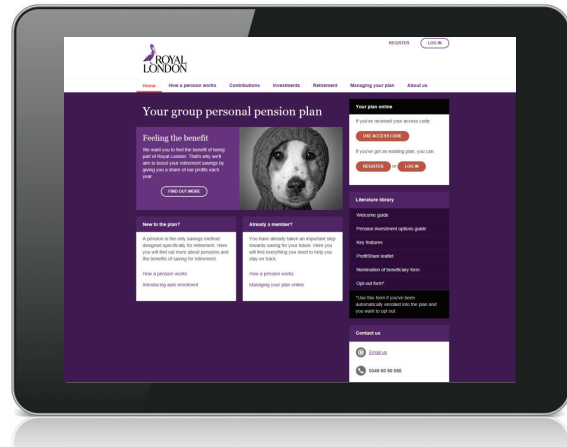 REGISTER
LOG IN
ROYAL
LONDON
Home
How a pension works
Contributions
Investments
Retirement
Managing your plan
About us
Your group personal pension plan
Feeling the benefit
We want you to feel the benefit of being
part of Royal London. That's why we'll
aim to boost your retirement savings by
giving you a share of our profits each
year.
FIND OUT MORE
New to the plan?
A pension is the only savings method
designed specifically for retirement. Here
you will find out more about pensions and
the benefits of saving for retirement.
How a pension works
Introducing auto enrolment
Already a member?
You have already taken an important step
towards saving for your future. Here you
will find everything you need to help you
stay on track.
How a pension works
Managing your plan online
Your plan online
If you've received your access code:
USE ACCESS CODE
If you've got an existing plan, you can:
REGISTER or LOG IN
Literature library
Welcome guide
Pension investment options guide
Key features
ProfitShare leaflet
Nomination of beneficiary form
Opt-out form*
*Use this form if you've been
automatically enrolled into the plan and
you want to opt out.
Contact us
Email us
0345 60 50 050